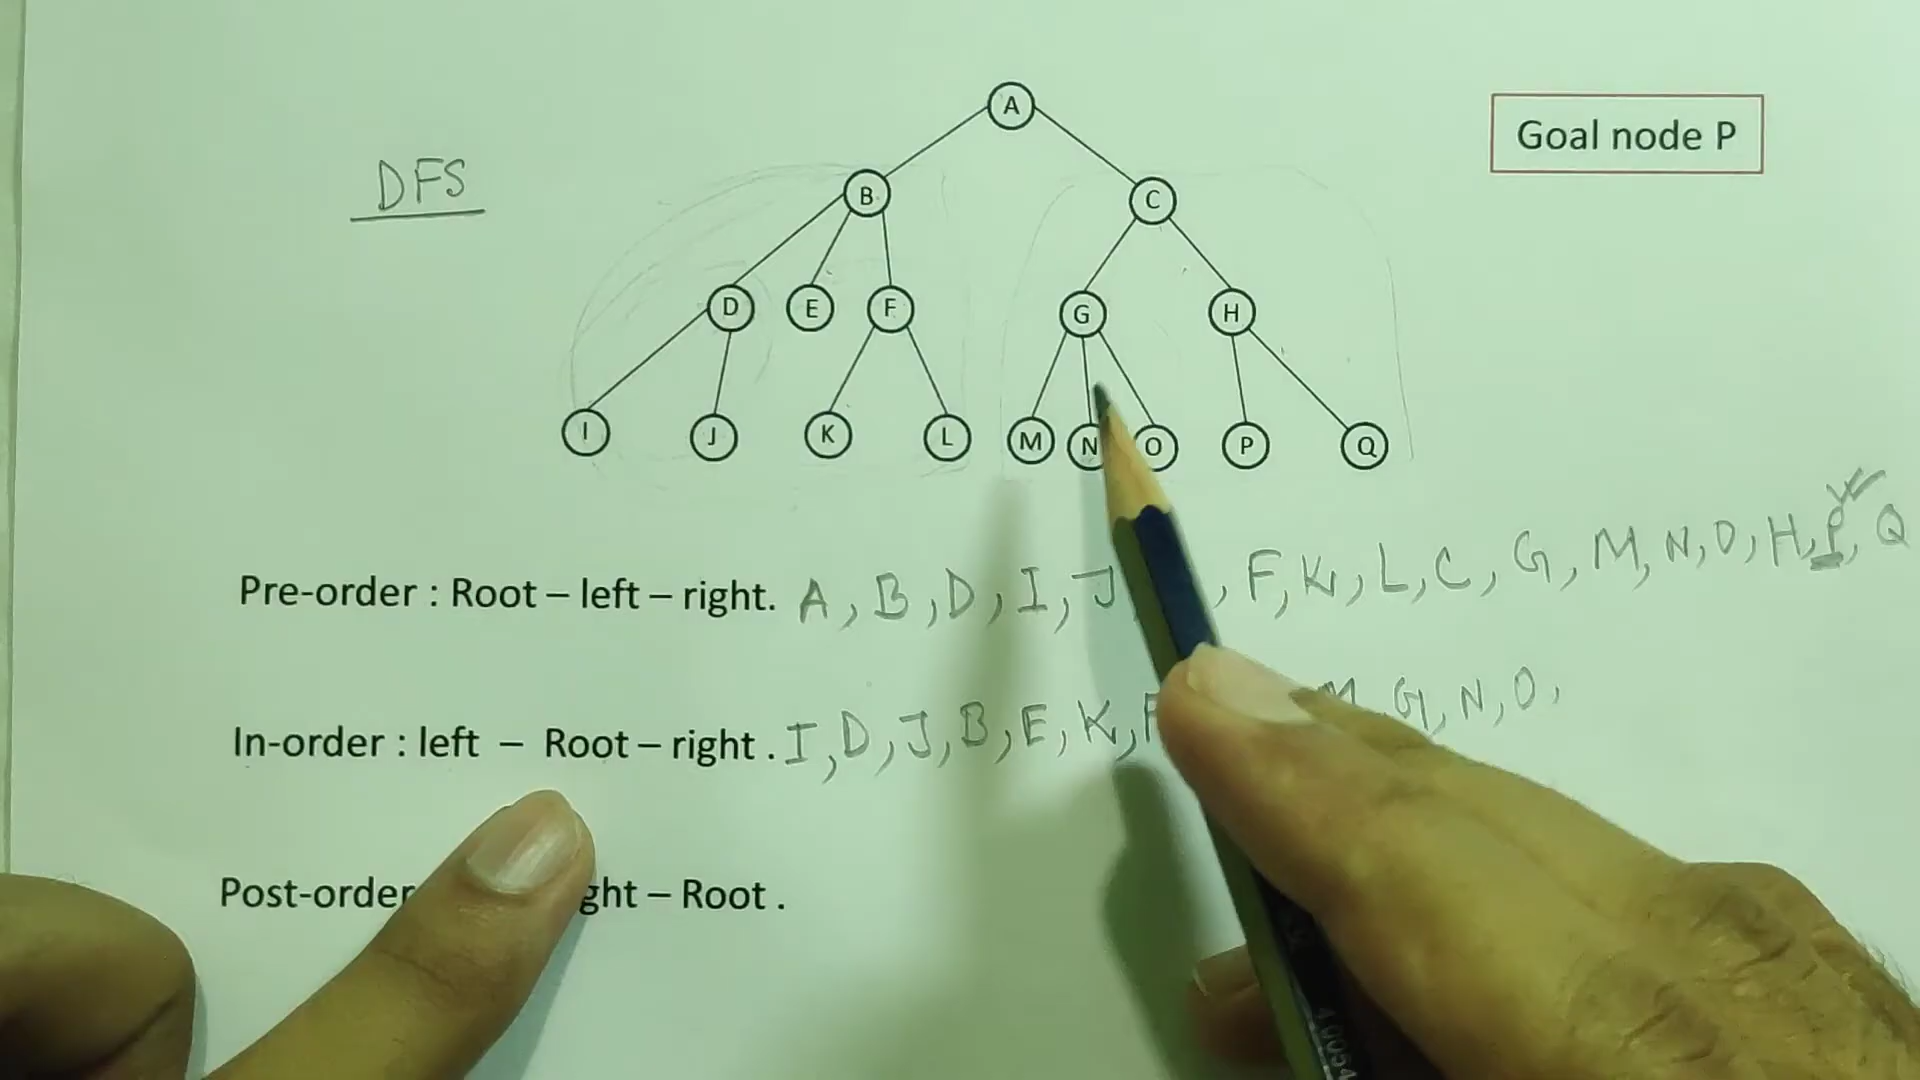 A
Goal node P
DFS
B C
D E F G H
I J K L M N O P Q
Pre-order : Root – left – right. A, B, D, I, J , F, K, L, C, G, M, N, O, H, P, Q
In-order : left – Root – right . I, D, J, B, E, K, G, N, O,
Post-order ght – Root .